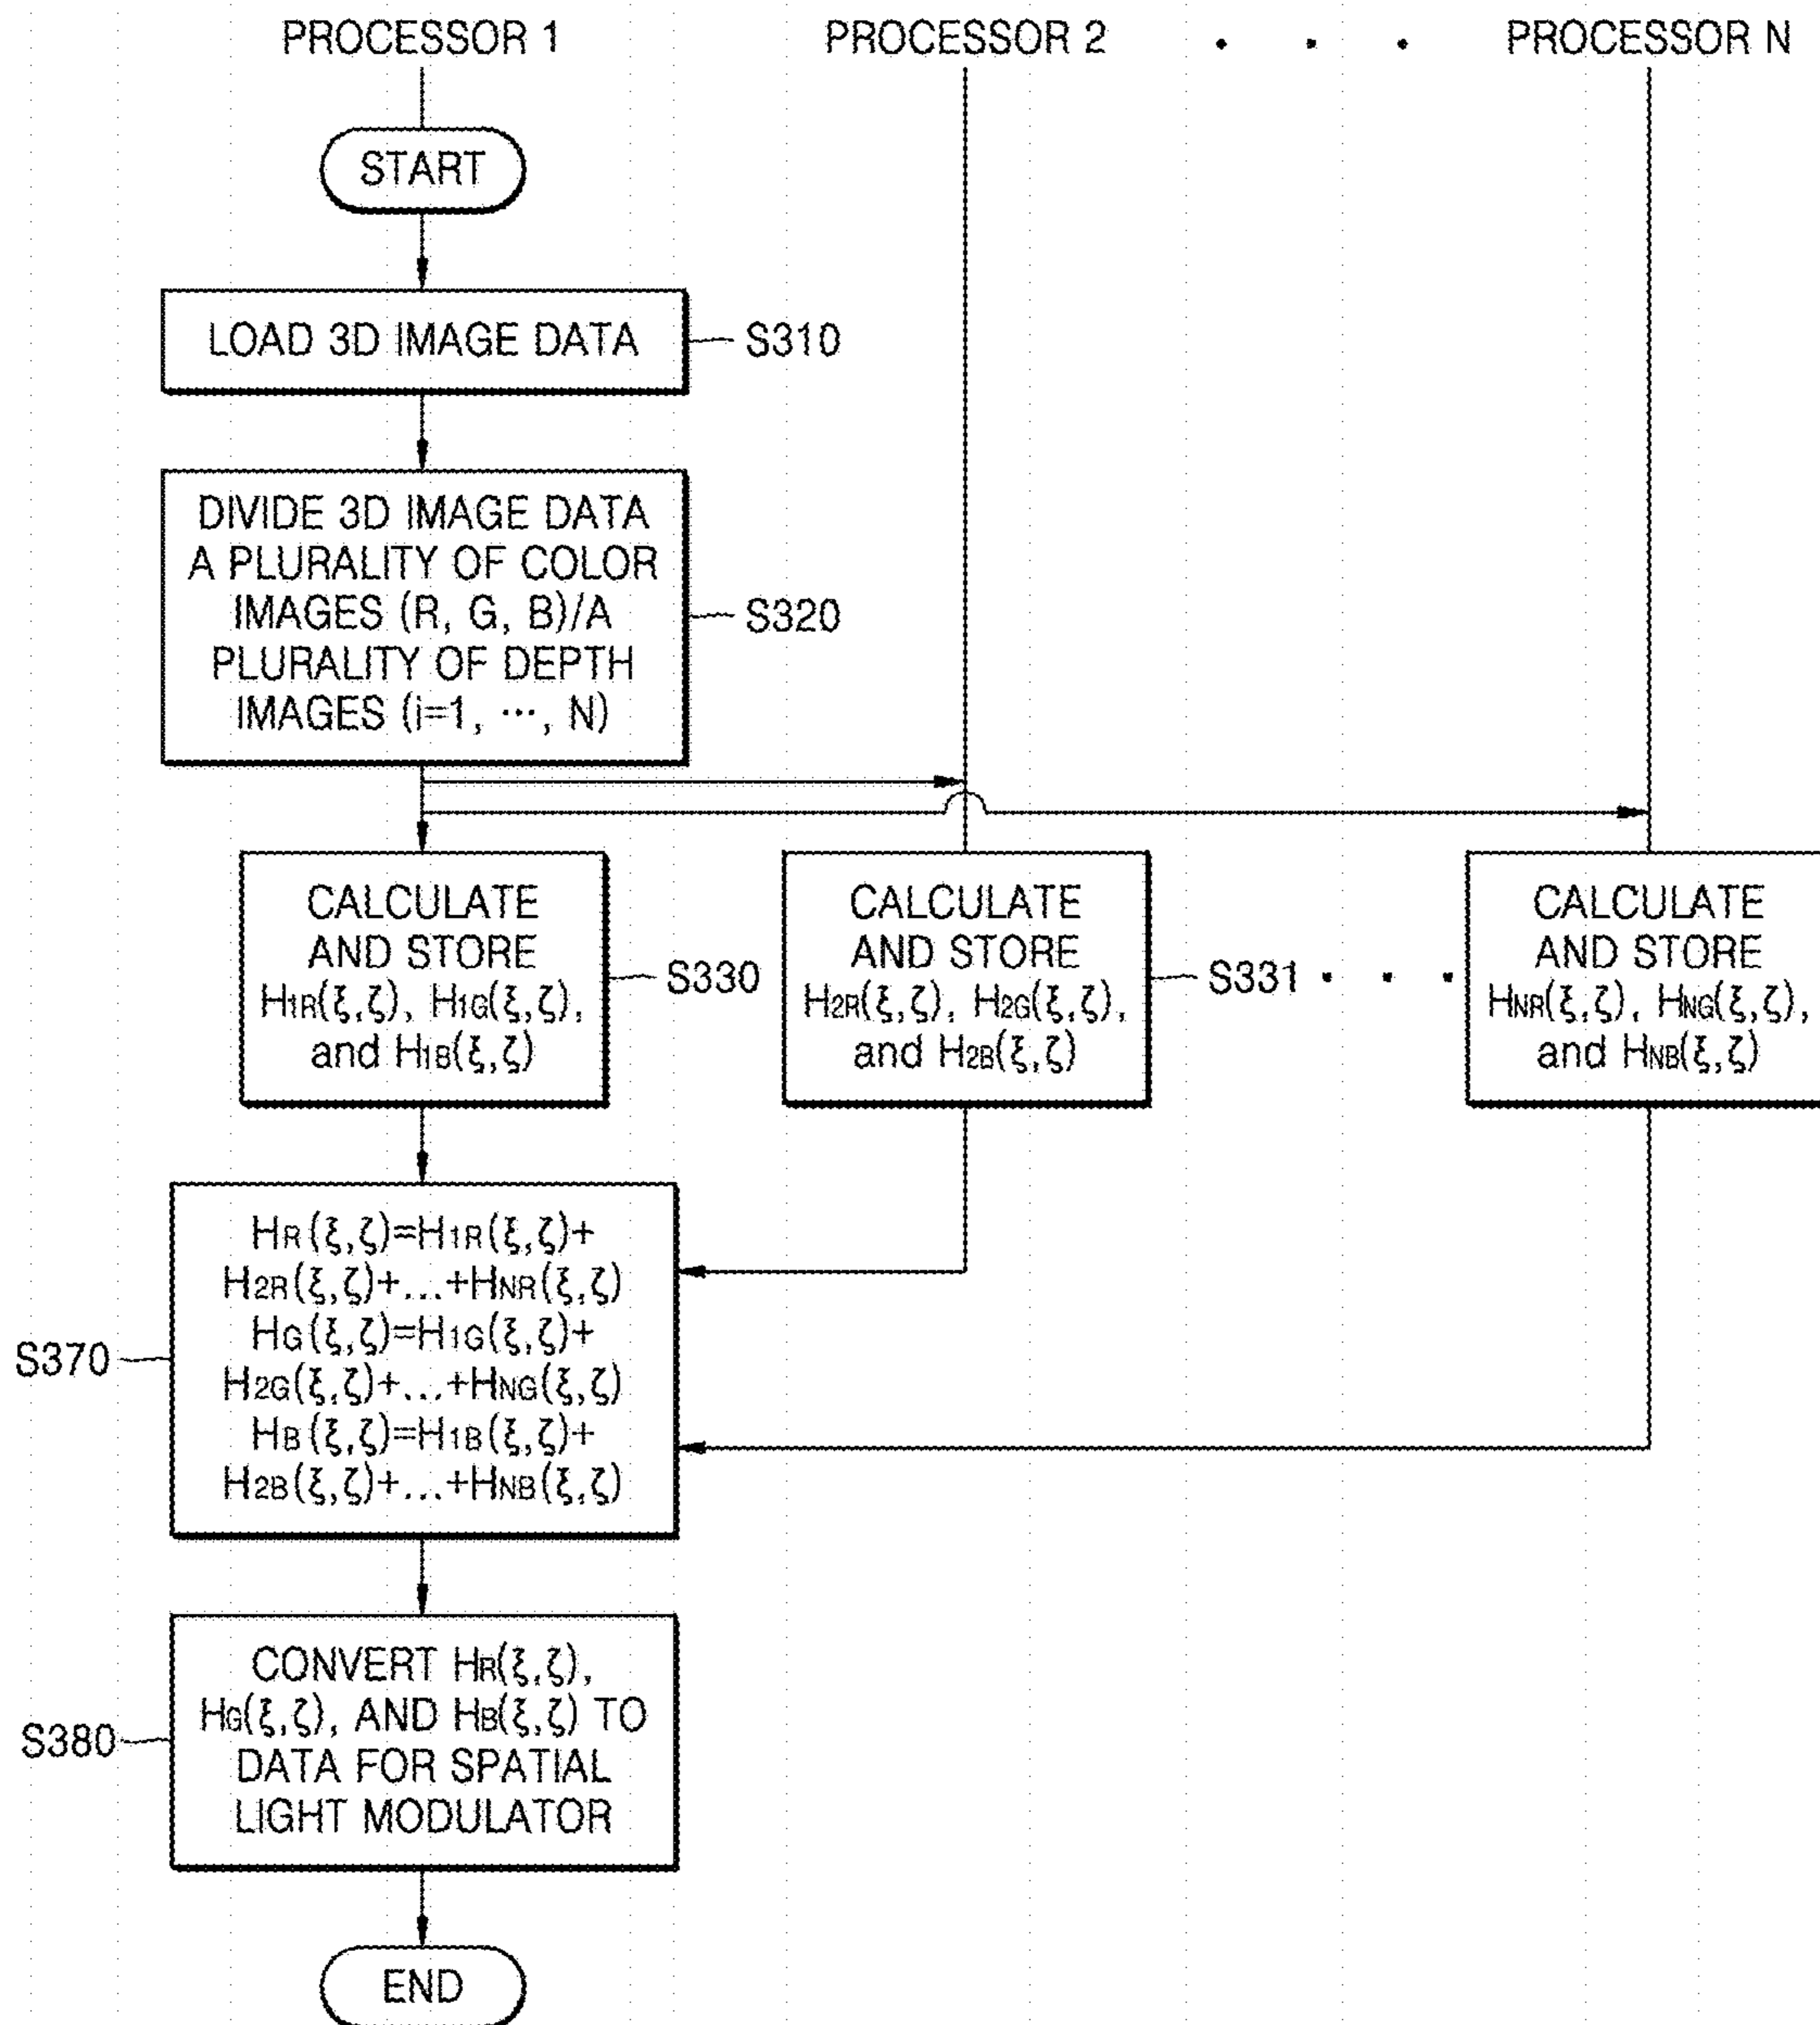 PROCESSOR 1
PROCESSOR 2
. . .
PROCESSOR N
START
LOAD 3D IMAGE DATA
S310
DIVIDE 3D IMAGE DATA
A PLURALITY OF COLOR
IMAGES (R, G, B)/A
PLURALITY OF DEPTH
IMAGES (i=1, ···, N)
S320
CALCULATE
AND STORE
H1R(ξ,ζ), H1G(ξ,ζ),
and H1B(ξ,ζ)
S330
CALCULATE
AND STORE
H2R(ξ,ζ), H2G(ξ,ζ),
and H2B(ξ,ζ)
S331
. . .
CALCULATE
AND STORE
HNR(ξ,ζ), HNG(ξ,ζ),
and HNB(ξ,ζ)
HR(ξ,ζ)=H1R(ξ,ζ)+
H2R(ξ,ζ)+...+HNR(ξ,ζ)
HG(ξ,ζ)=H1G(ξ,ζ)+
H2G(ξ,ζ)+...+HNG(ξ,ζ)
HB(ξ,ζ)=H1B(ξ,ζ)+
H2B(ξ,ζ)+...+HNB(ξ,ζ)
S370
CONVERT HR(ξ,ζ),
HG(ξ,ζ), AND HB(ξ,ζ) TO
DATA FOR SPATIAL
LIGHT MODULATOR
S380
END